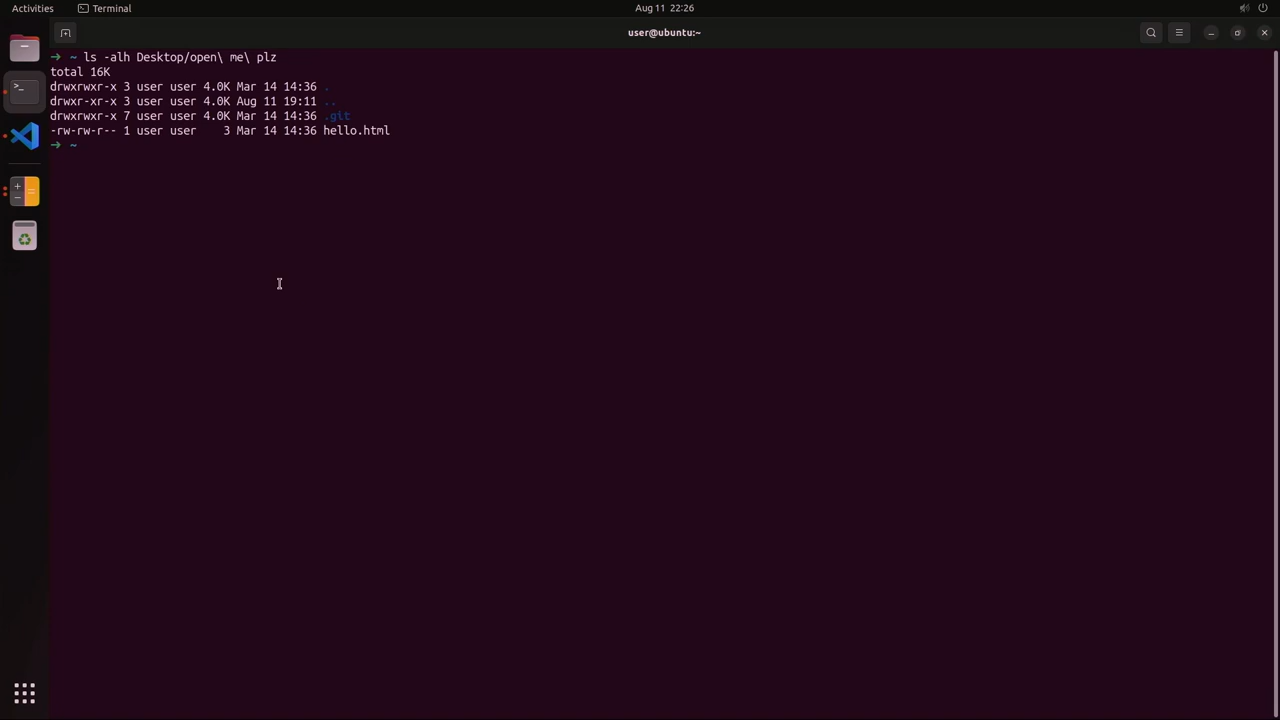 Activities
Terminal
Aug 11 22:26
user@ubuntu:~
→ ~ ls -alh Desktop/open\ me\ plz
total 16K
drwxrwxr-x 3 user user 4.0K Mar 14 14:36 .
drwxr-xr-x 3 user user 4.0K Aug 11 19:11 ..
drwxrwxr-x 7 user user 4.0K Mar 14 14:36 .git
-rw-rw-r-- 1 user user    3 Mar 14 14:36 hello.html
→ ~